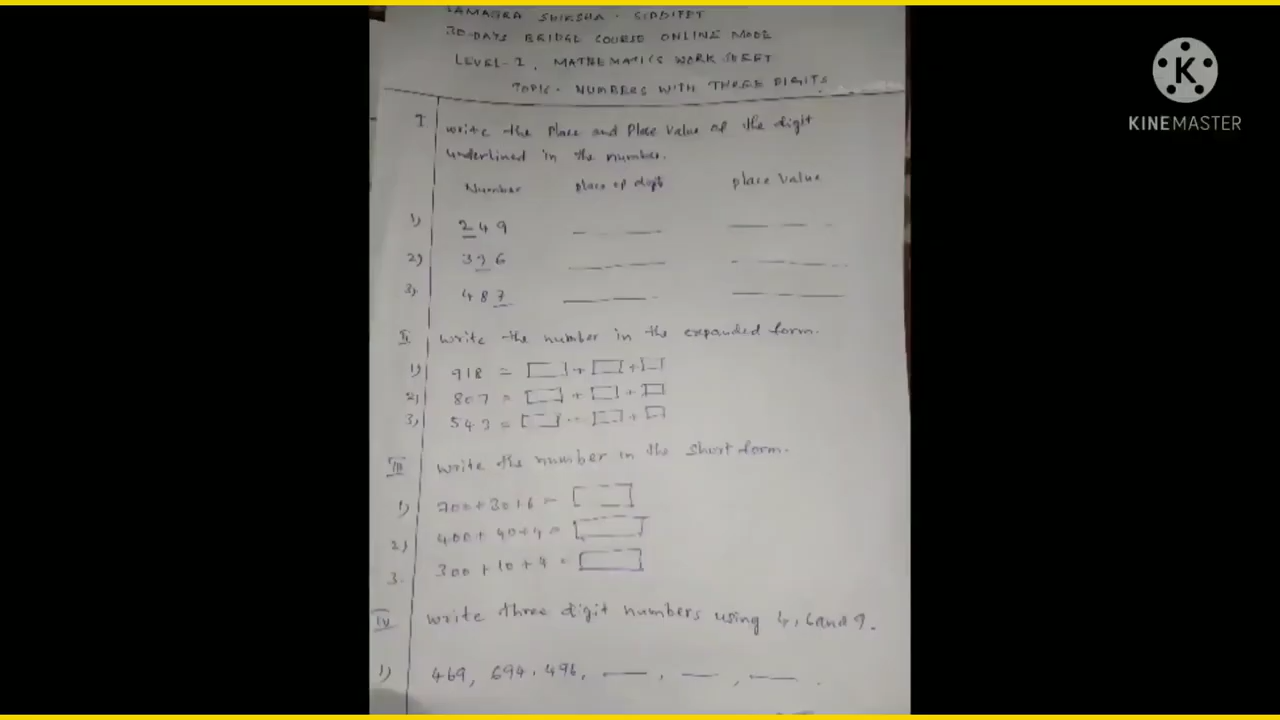 SAMAGRA SHIKSHA - SIDDIPET
30-DAYS BRIDGE COURSE ONLINE MODE
LEVEL-2, MATHEMATICS WORK SHEET
TOPIC - NUMBERS WITH THREE DIGITS
I write the place and place value of the digit
underlined in the number.
Number place of digit place value
1) 249
2) 396
3) 483
II write the number in the expanded form.
1) 918 = + +
2) 807 = + +
3) 543 = +
III write the number in the short form.
1) 700+30+6 =
2) 400+ 40+4 =
3. 300 +10+4 =
IV write three digit numbers using 4, 6 and 9.
1) 469, 694, 496, , , .
K
KINEMASTER